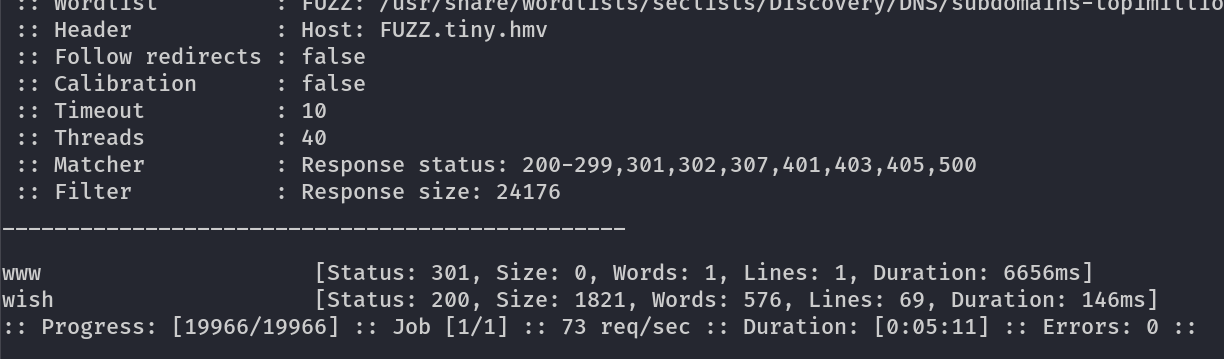 :: Wordlist : FUZZ: /usr/share/wordlists/seclists/Discovery/DNS/subdomains-top1millio
:: Header : Host: FUZZ.tiny.hmv
:: Follow redirects : false
:: Calibration : false
:: Timeout : 10
:: Threads : 40
:: Matcher : Response status: 200-299,301,302,307,401,403,405,500
:: Filter : Response size: 24176
________________________________________________
www [Status: 301, Size: 0, Words: 1, Lines: 1, Duration: 6656ms]
wish [Status: 200, Size: 1821, Words: 576, Lines: 69, Duration: 146ms]
:: Progress: [19966/19966] :: Job [1/1] :: 73 req/sec :: Duration: [0:05:11] :: Errors: 0 ::